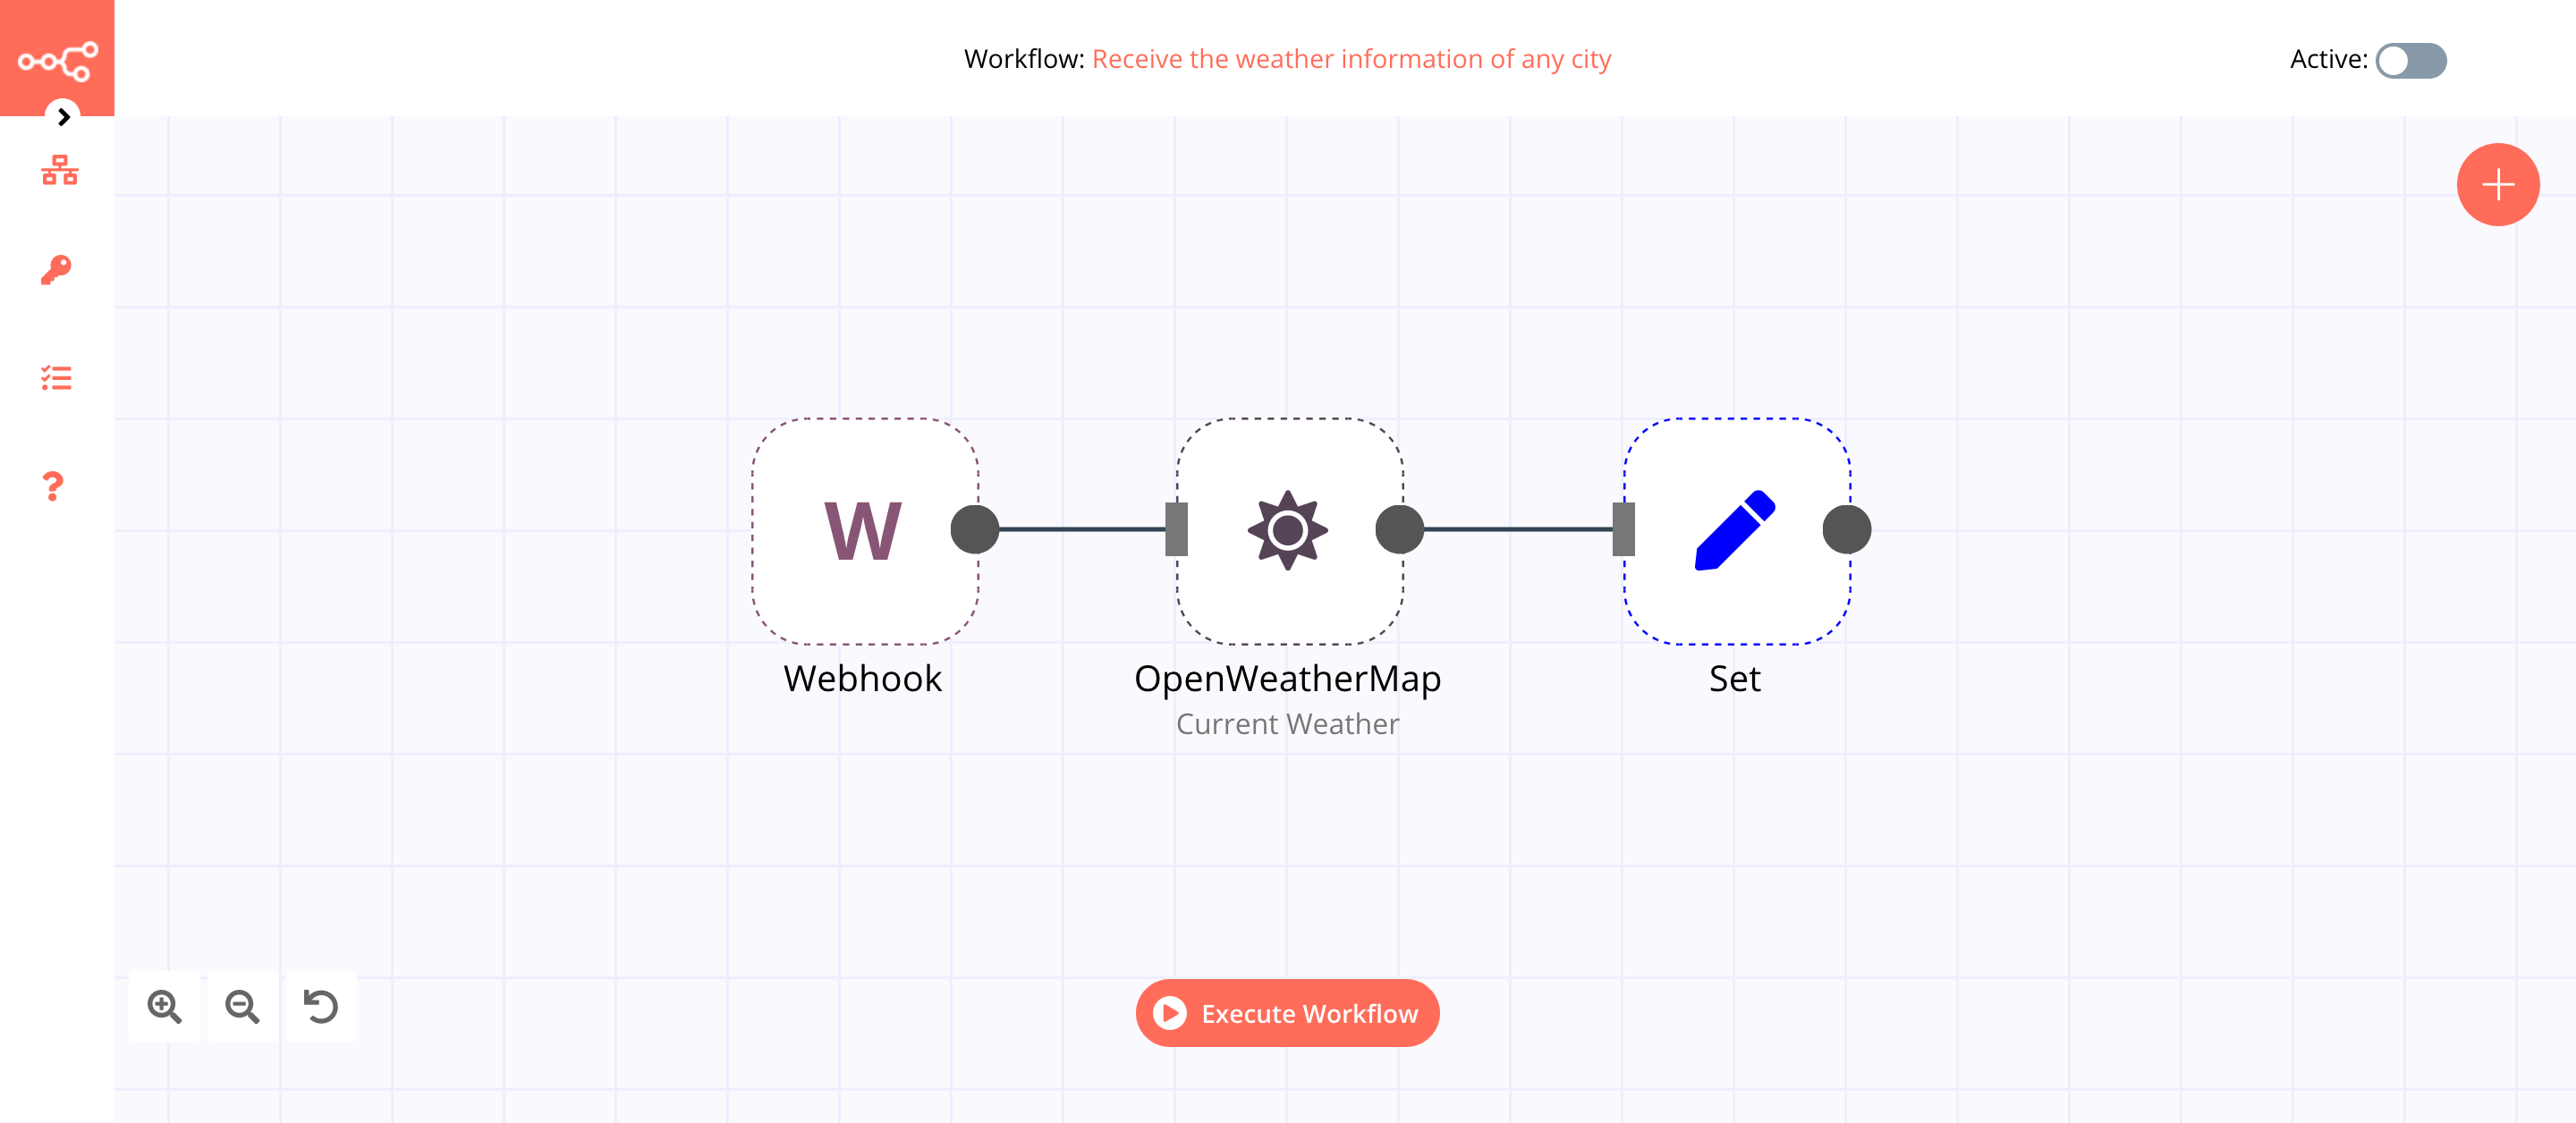 Workflow: Receive the weather information of any city
Active:
W
Webhook
OpenWeatherMap
Current Weather
Set
Execute Workflow